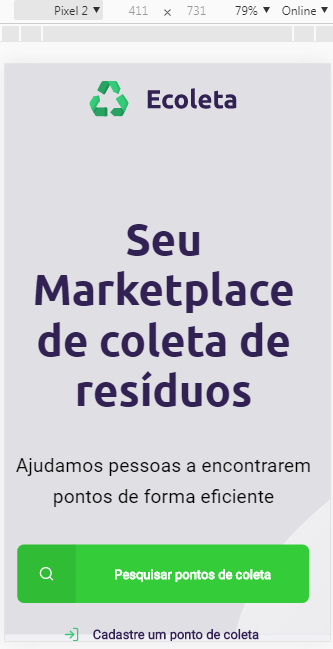 Pixel 2 ▼ 411 × 731 79% ▼ Online ▼
Ecoleta
Seu
Marketplace
de coleta de
resíduos
Ajudamos pessoas a encontrarem
pontos de forma eficiente
Pesquisar pontos de coleta
Cadastre um ponto de coleta